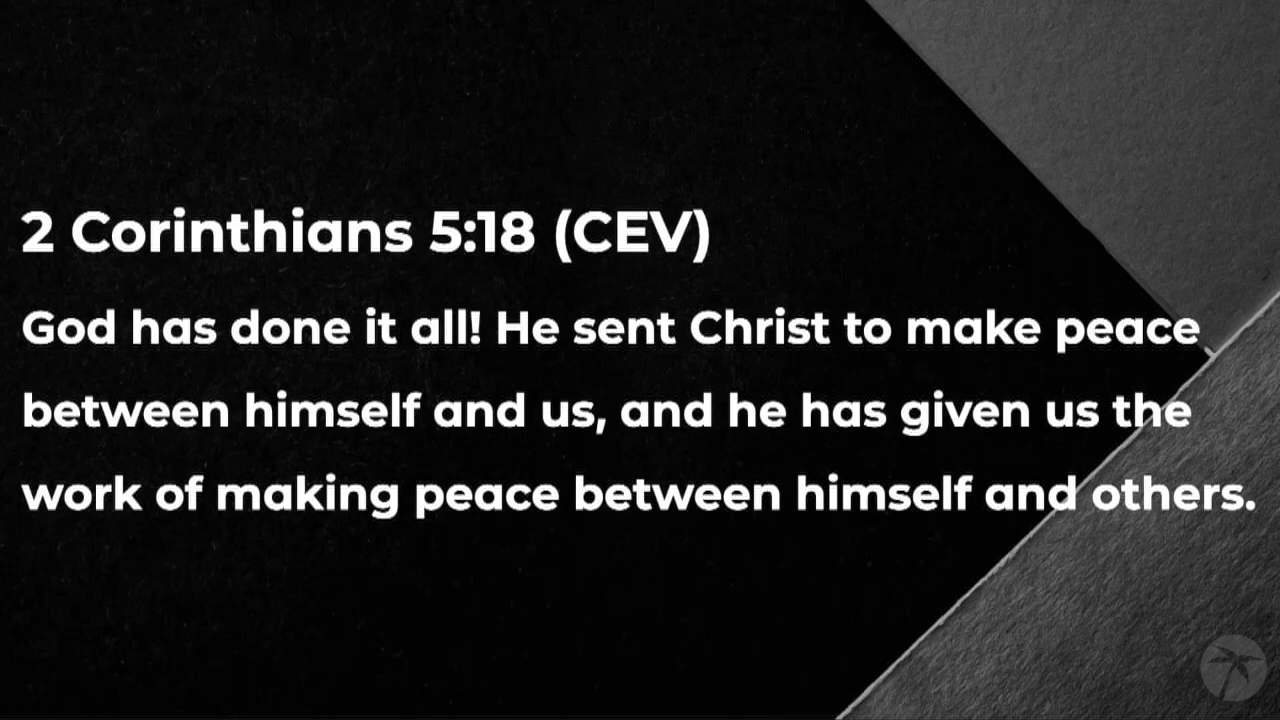 2 Corinthians 5:18 (CEV)
God has done it all! He sent Christ to make peace
between himself and us, and he has given us the
work of making peace between himself and others.